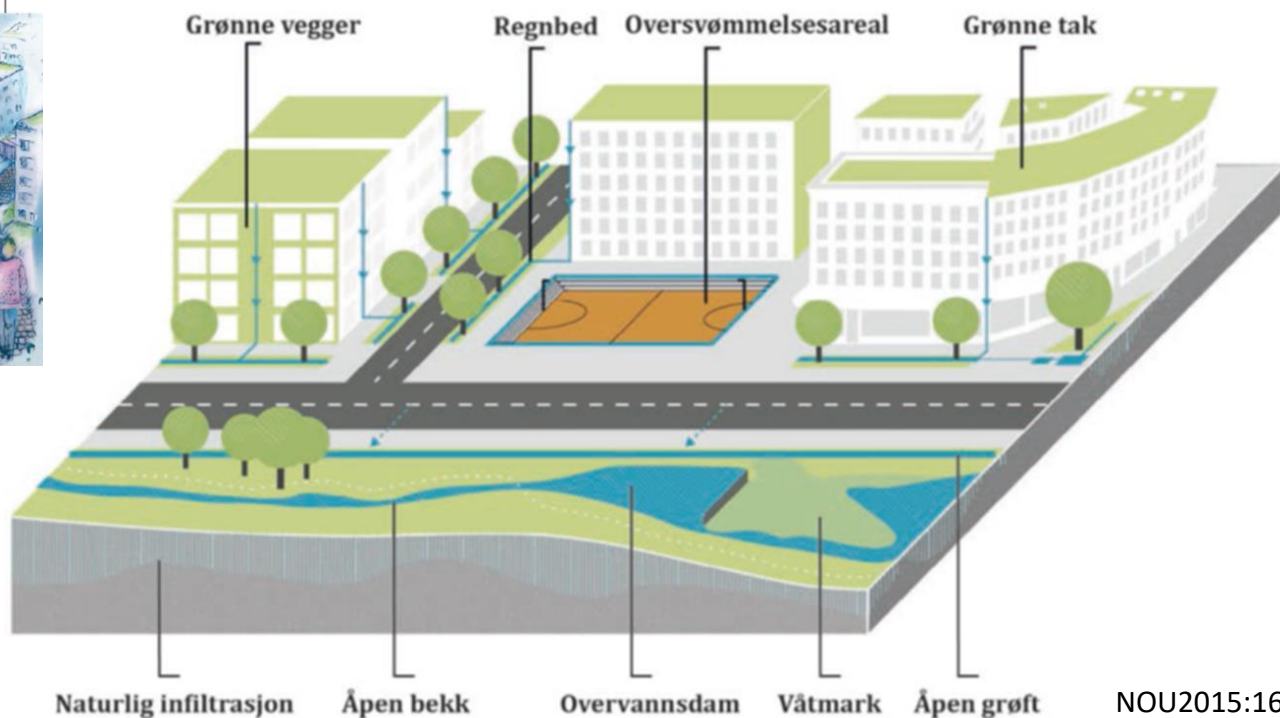 Grønne vegger
Regnbed
Oversvømmelsesareal
Grønne tak
Naturlig infiltrasjon
Åpen bekk
Overvannsdam
Våtmark
Åpen grøft
NOU2015:16